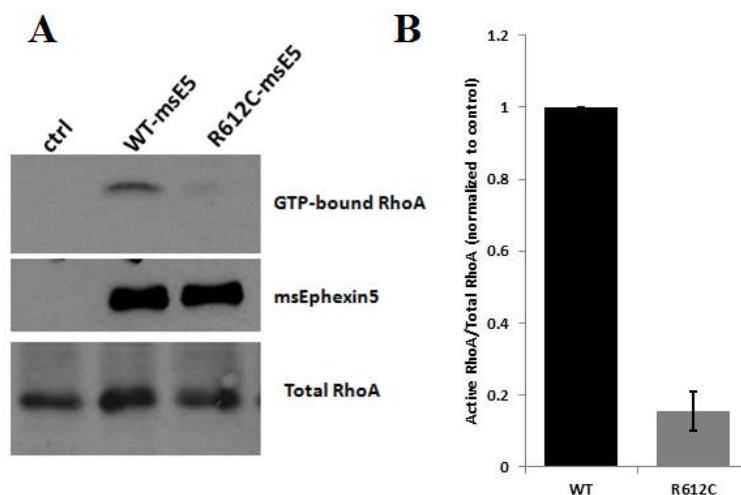 A
ctrl
WT-msE5
R612C-msE5
GTP-bound RhoA
msEphexin5
Total RhoA
B
Active RhoA/Total RhoA (normalized to control)
1.2
1
0.8
0.6
0.4
0.2
0
WT
R612C